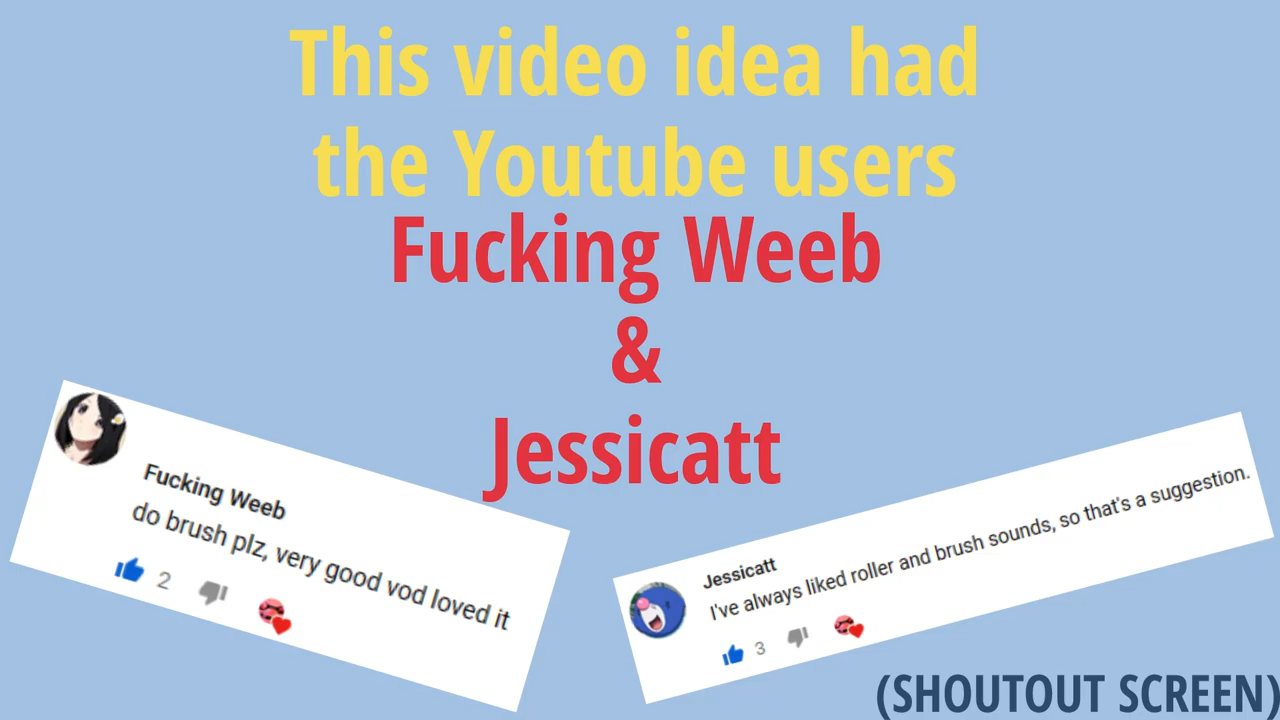 This video idea had
the Youtube users
Fucking Weeb
&
Jessicatt
Fucking Weeb
do brush plz, very good vod loved it
2
Jessicatt
I've always liked roller and brush sounds, so that's a suggestion.
3
(SHOUTOUT SCREEN)